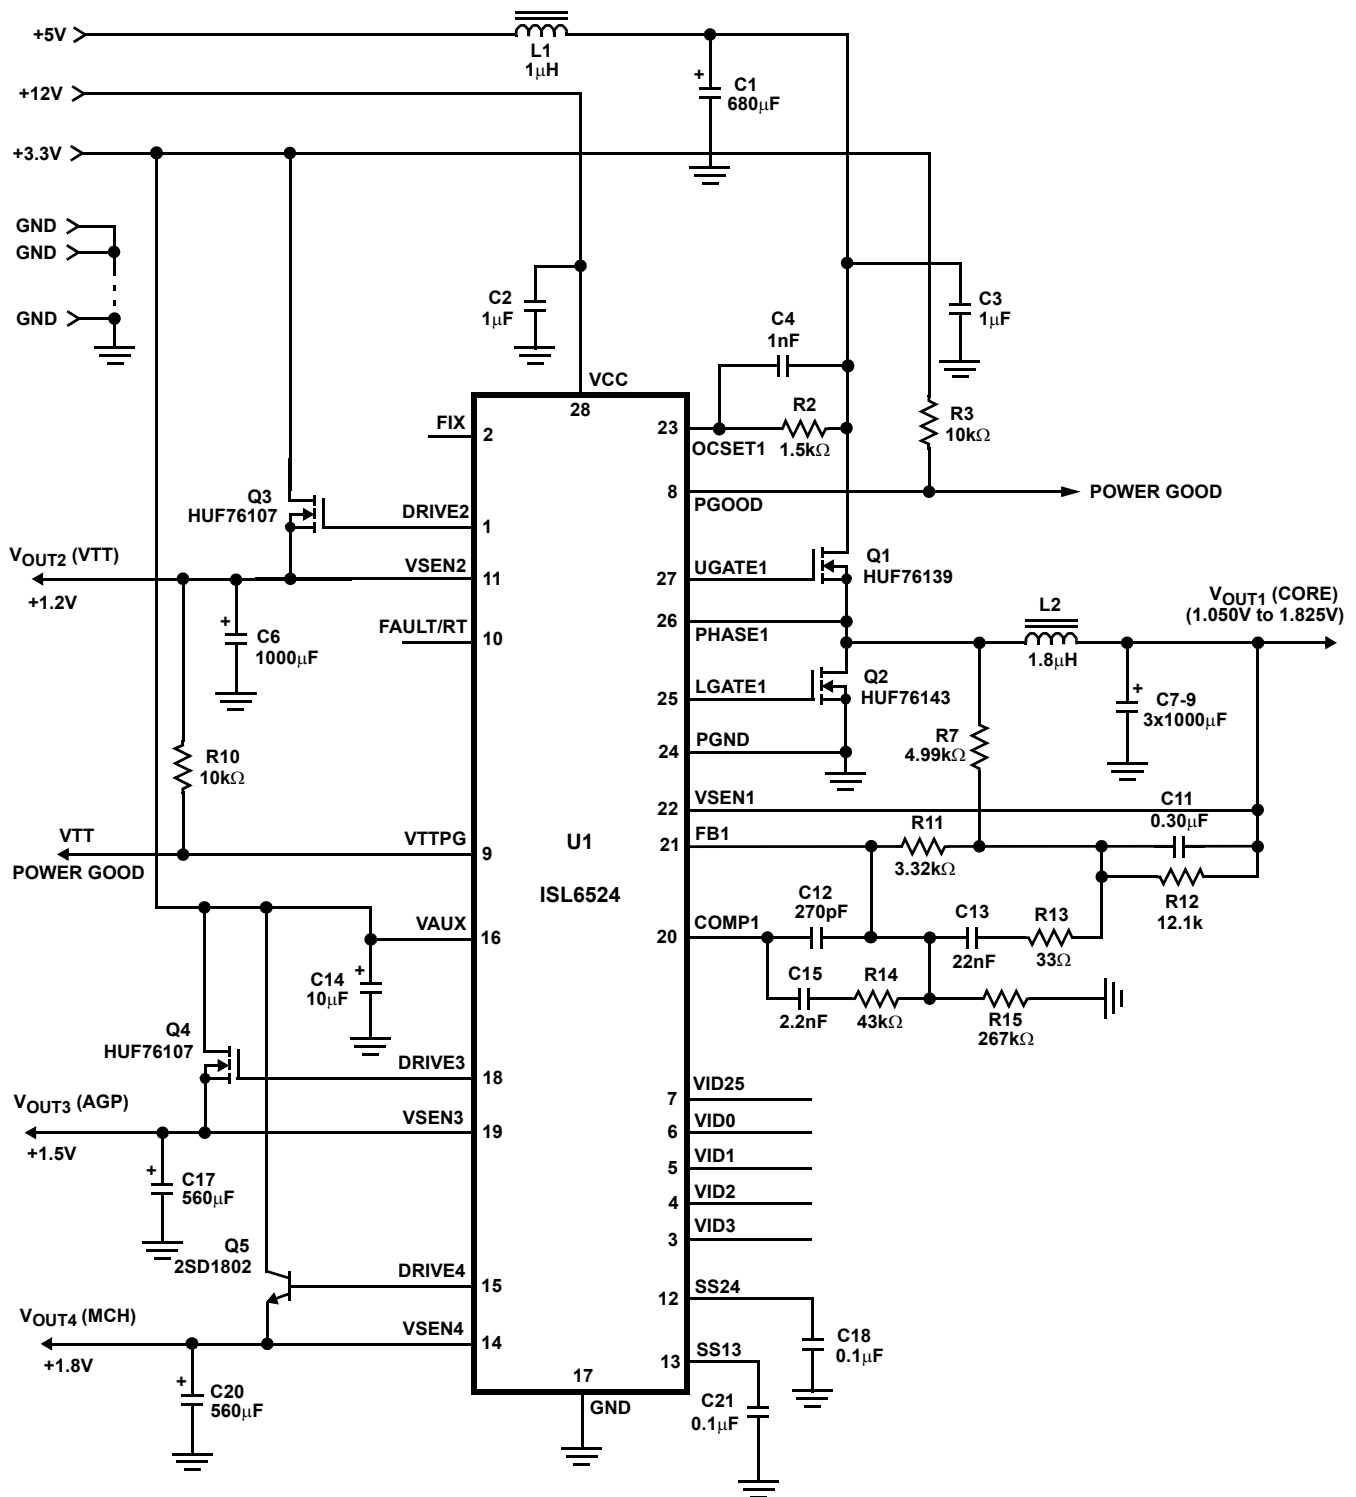 +5V
L1
1μH
+
C1
680μF
+12V
+3.3V
GND
GND
GND
C2
1μF
C3
1μF
C4
1nF
VCC
28
FIX
2
23
OCSET1
R2
1.5kΩ
R3
10kΩ
8
PGOOD
POWER GOOD
Q3
HUF76107
DRIVE2
1
VOUT2 (VTT)
+1.2V
VSEN2
11
27
UGATE1
Q1
HUF76139
+
C6
1000μF
FAULT/RT
10
26
PHASE1
L2
1.8μH
VOUT1 (CORE)
(1.050V to 1.825V)
25
LGATE1
Q2
HUF76143
+
C7-9
3x1000μF
R10
10kΩ
24
PGND
R7
4.99kΩ
22
VSEN1
C11
0.30μF
VTT
POWER GOOD
VTTPG
9
U1
ISL6524
21
FB1
R11
3.32kΩ
R12
12.1k
VAUX
16
20
COMP1
C12
270pF
C13
22nF
R13
33Ω
+
C14
10μF
C15
2.2nF
R14
43kΩ
R15
267kΩ
Q4
HUF76107
DRIVE3
18
VOUT3 (AGP)
+1.5V
VSEN3
19
7
VID25
6
VID0
5
VID1
4
VID2
3
VID3
+
C17
560μF
Q5
2SD1802
DRIVE4
15
12
SS24
C18
0.1μF
VOUT4 (MCH)
+1.8V
VSEN4
14
13
SS13
C21
0.1μF
+
C20
560μF
17
GND